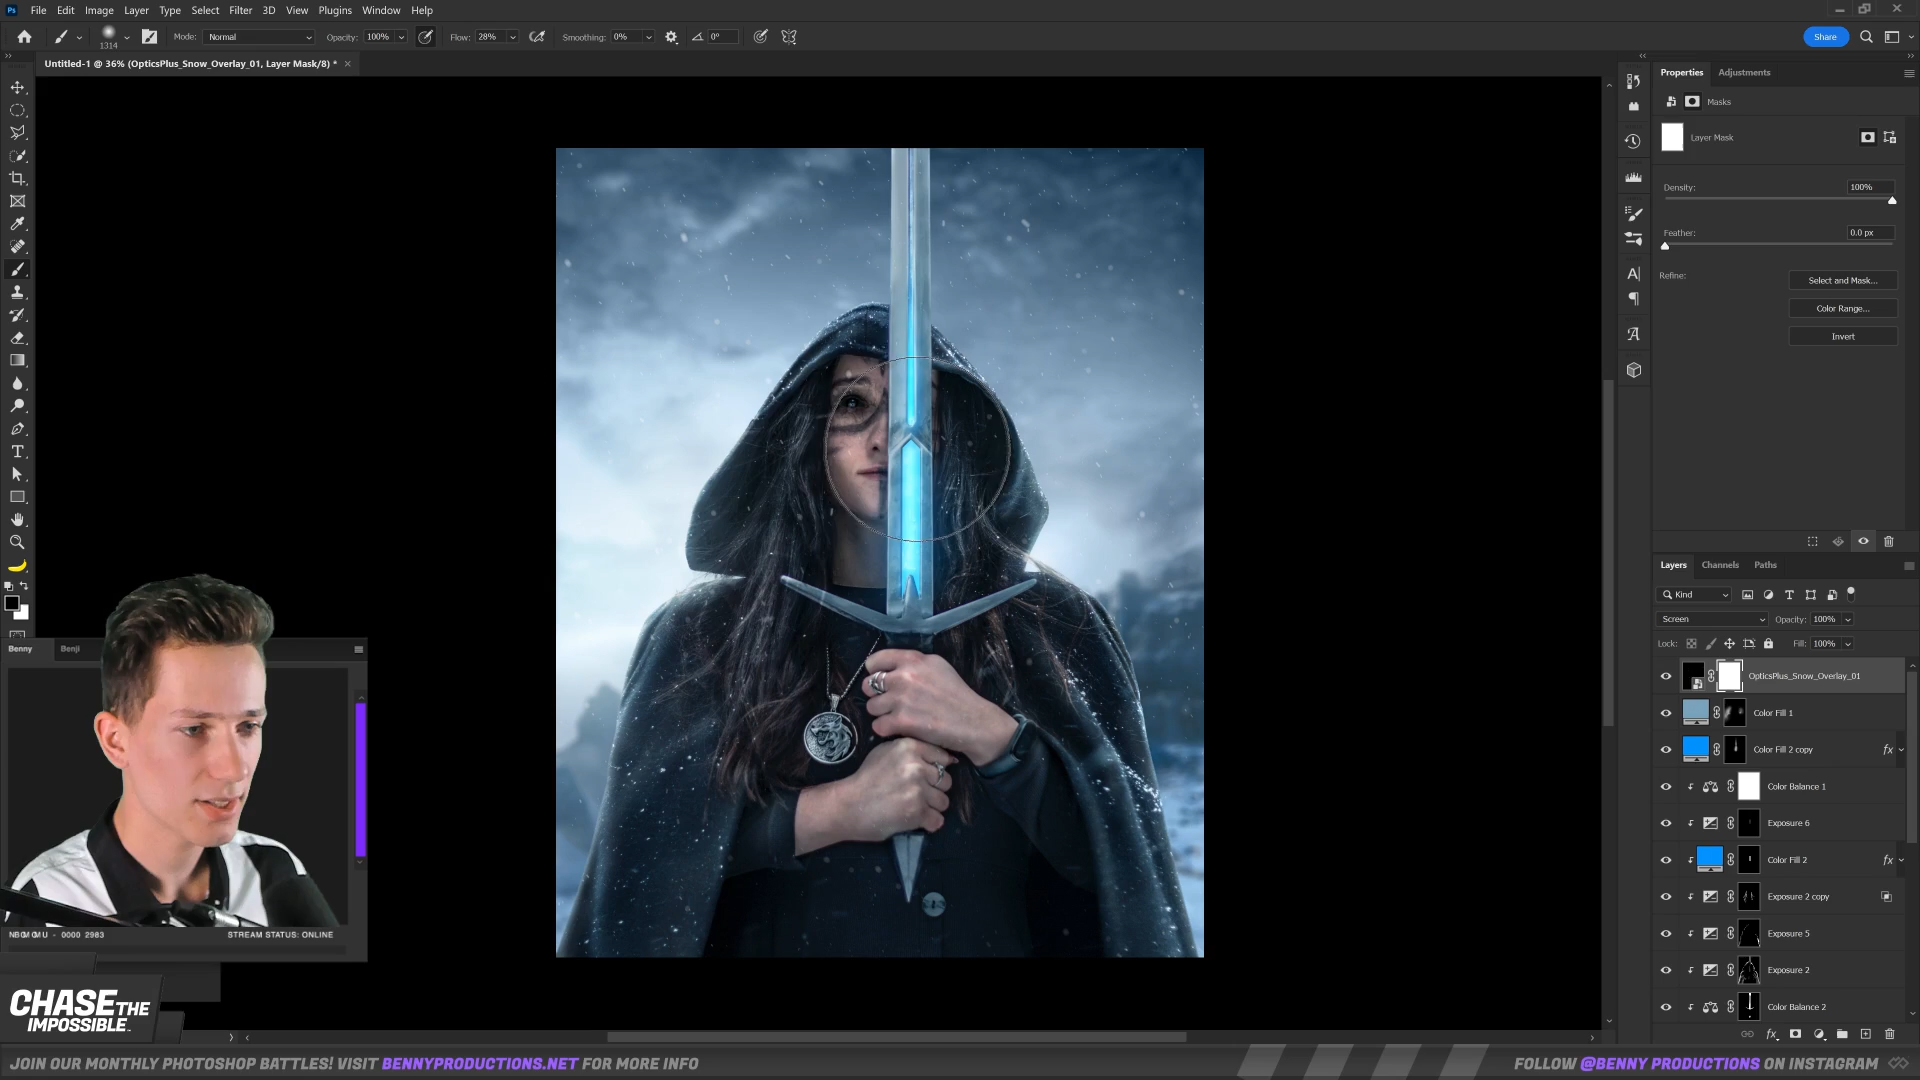 File Edit Image Layer Type Select Filter 3D View Plugins Window Help
1314
Mode: Normal Opacity: 100% Flow: 28% Smoothing: 0% 0°
Share
Untitled-1 @ 36% (OpticsPlus_Snow_Overlay_01, Layer Mask/8) *
Properties Adjustments
Masks
Layer Mask
Density: 100%
Feather: 0.0 px
Refine:
Select and Mask...
Color Range...
Invert
Layers Channels Paths
Kind
Screen Opacity: 100%
Lock: Fill: 100%
OpticsPlus_Snow_Overlay_01
Color Fill 1
Color Fill 2 copy fx
Color Balance 1
Exposure 6
Color Fill 2 fx
Exposure 2 copy
Exposure 5
Exposure 2
Color Balance 2
fx
Benny Benji
- 0000 2983 STREAM STATUS: ONLINE
CHASE THE
IMPOSSIBLE.
JOIN OUR MONTHLY PHOTOSHOP BATTLES! VISIT BENNYPRODUCTIONS.NET FOR MORE INFO
FOLLOW @BENNY PRODUCTIONS ON INSTAGRAM